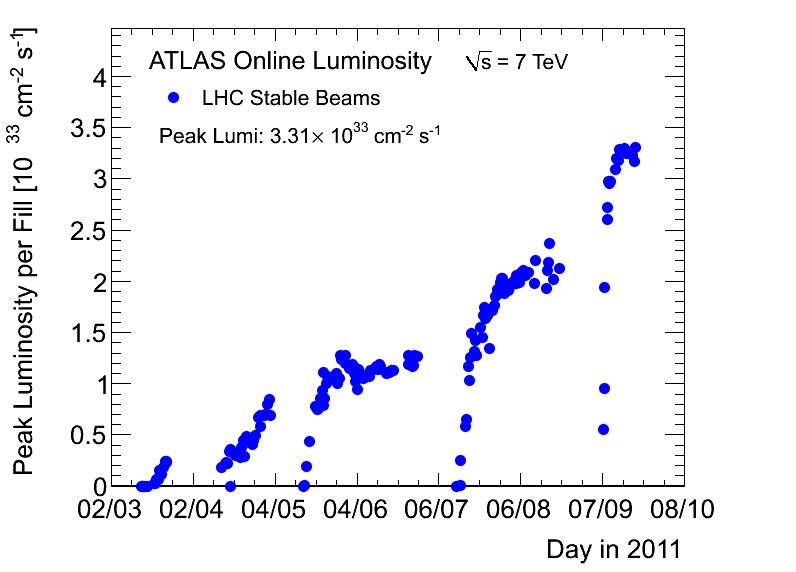 ATLAS Online Luminosity √s = 7 TeV
LHC Stable Beams
Peak Lumi: 3.31× 10³³ cm⁻² s⁻¹
Peak Luminosity per Fill [10³³ cm⁻² s⁻¹]
4
3.5
3
2.5
2
1.5
1
0.5
0
02/03 02/04 04/05 04/06 06/07 06/08 07/09 08/10
Day in 2011